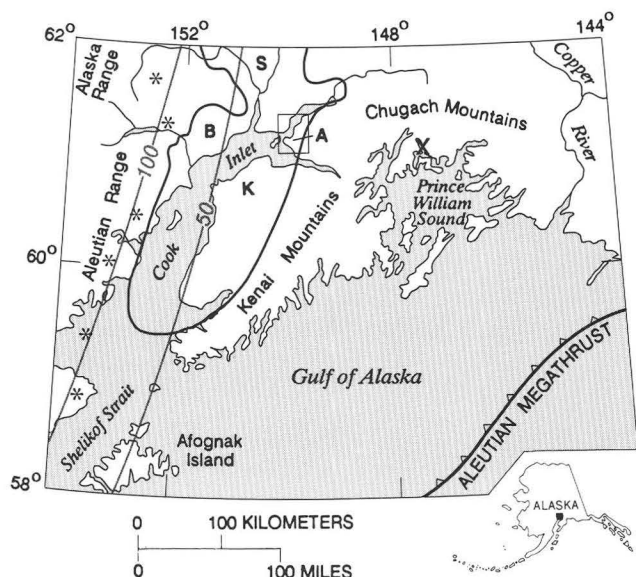 62°
152°
148°
144°
Alaska
Range
S
Copper
River
Chugach Mountains
100
B
A
Inlet
X
Prince
William
Sound
K
50
Aleutian Range
60°
Cook
Kenai Mountains
Gulf of Alaska
ALEUTIAN MEGATHRUST
Shelikof Strait
Afognak
Island
58°
ALASKA
0 100 KILOMETERS
0 100 MILES